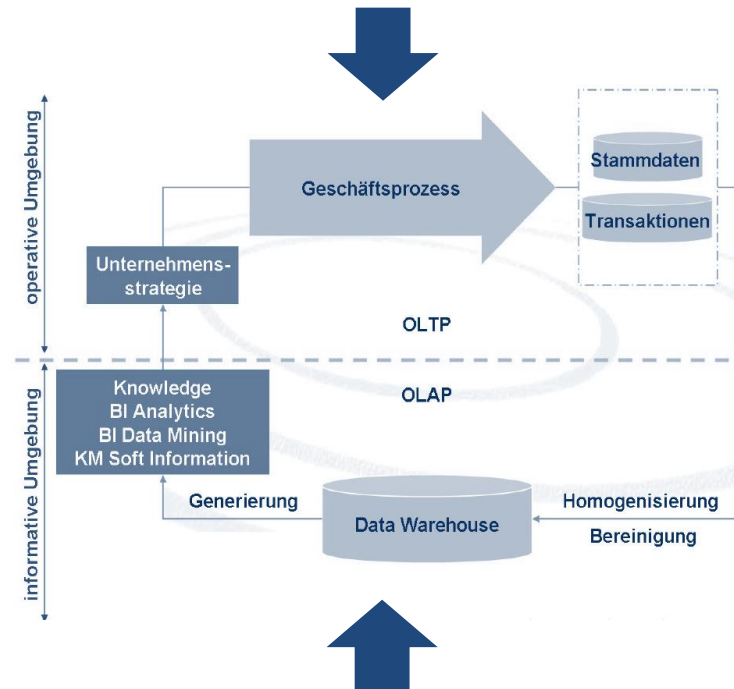 operative Umgebung
Geschäftsprozess
Stammdaten
Transaktionen
Unternehmens-
strategie
OLTP
informative Umgebung
Knowledge
BI Analytics
BI Data Mining
KM Soft Information
OLAP
Generierung
Data Warehouse
Homogenisierung
Bereinigung